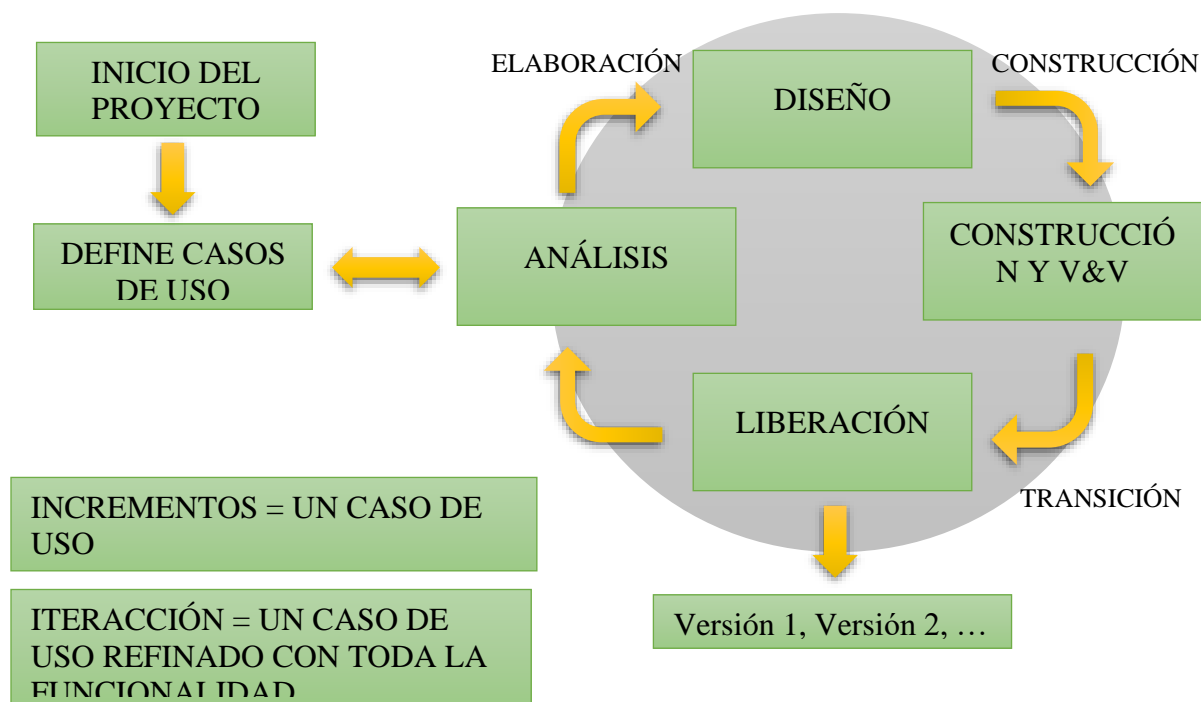 INICIO DEL
PROYECTO
ELABORACIÓN
DISEÑO
CONSTRUCCIÓN
DEFINE CASOS
DE USO
ANÁLISIS
CONSTRUCCIÓ
N Y V&V
LIBERACIÓN
TRANSICIÓN
INCREMENTOS = UN CASO DE
USO
ITERACCIÓN = UN CASO DE
USO REFINADO CON TODA LA
FUNCIONALIDAD
Versión 1, Versión 2, …